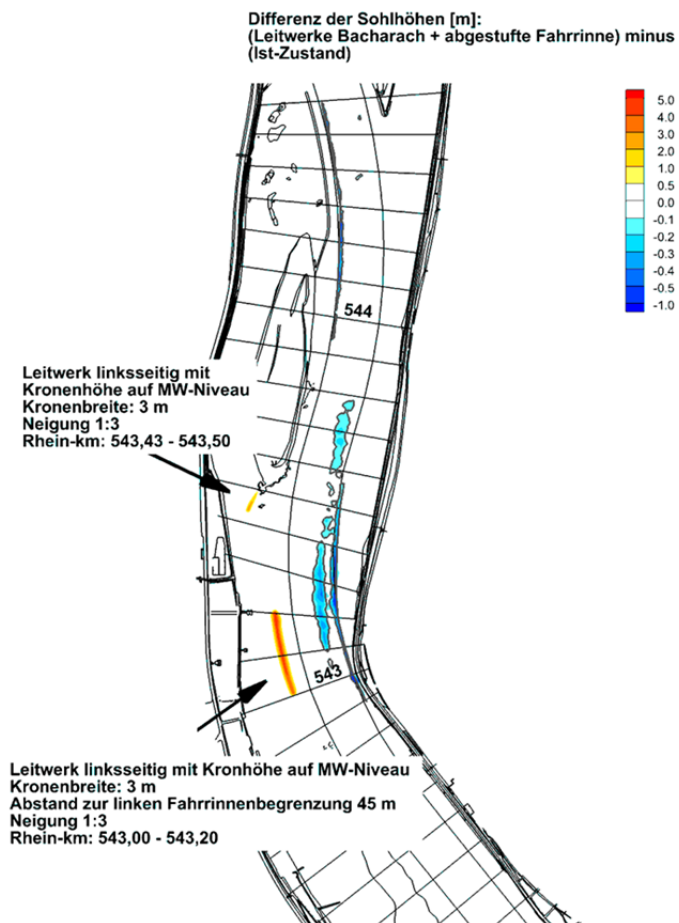 Differenz der Sohlhöhen [m]:
(Leitwerke Bacharach + abgestufte Fahrrinne) minus
(Ist-Zustand)
5.0
4.0
3.0
2.0
1.0
0.5
0.0
-0.1
-0.2
-0.3
-0.4
-0.5
-1.0
544
Leitwerk linksseitig mit
Kronenhöhe auf MW-Niveau
Kronenbreite: 3 m
Neigung 1:3
Rhein-km: 543,43 - 543,50
543
Leitwerk linksseitig mit Kronhöhe auf MW-Niveau
Kronenbreite: 3 m
Abstand zur linken Fahrrinnenbegrenzung 45 m
Neigung 1:3
Rhein-km: 543,00 - 543,20